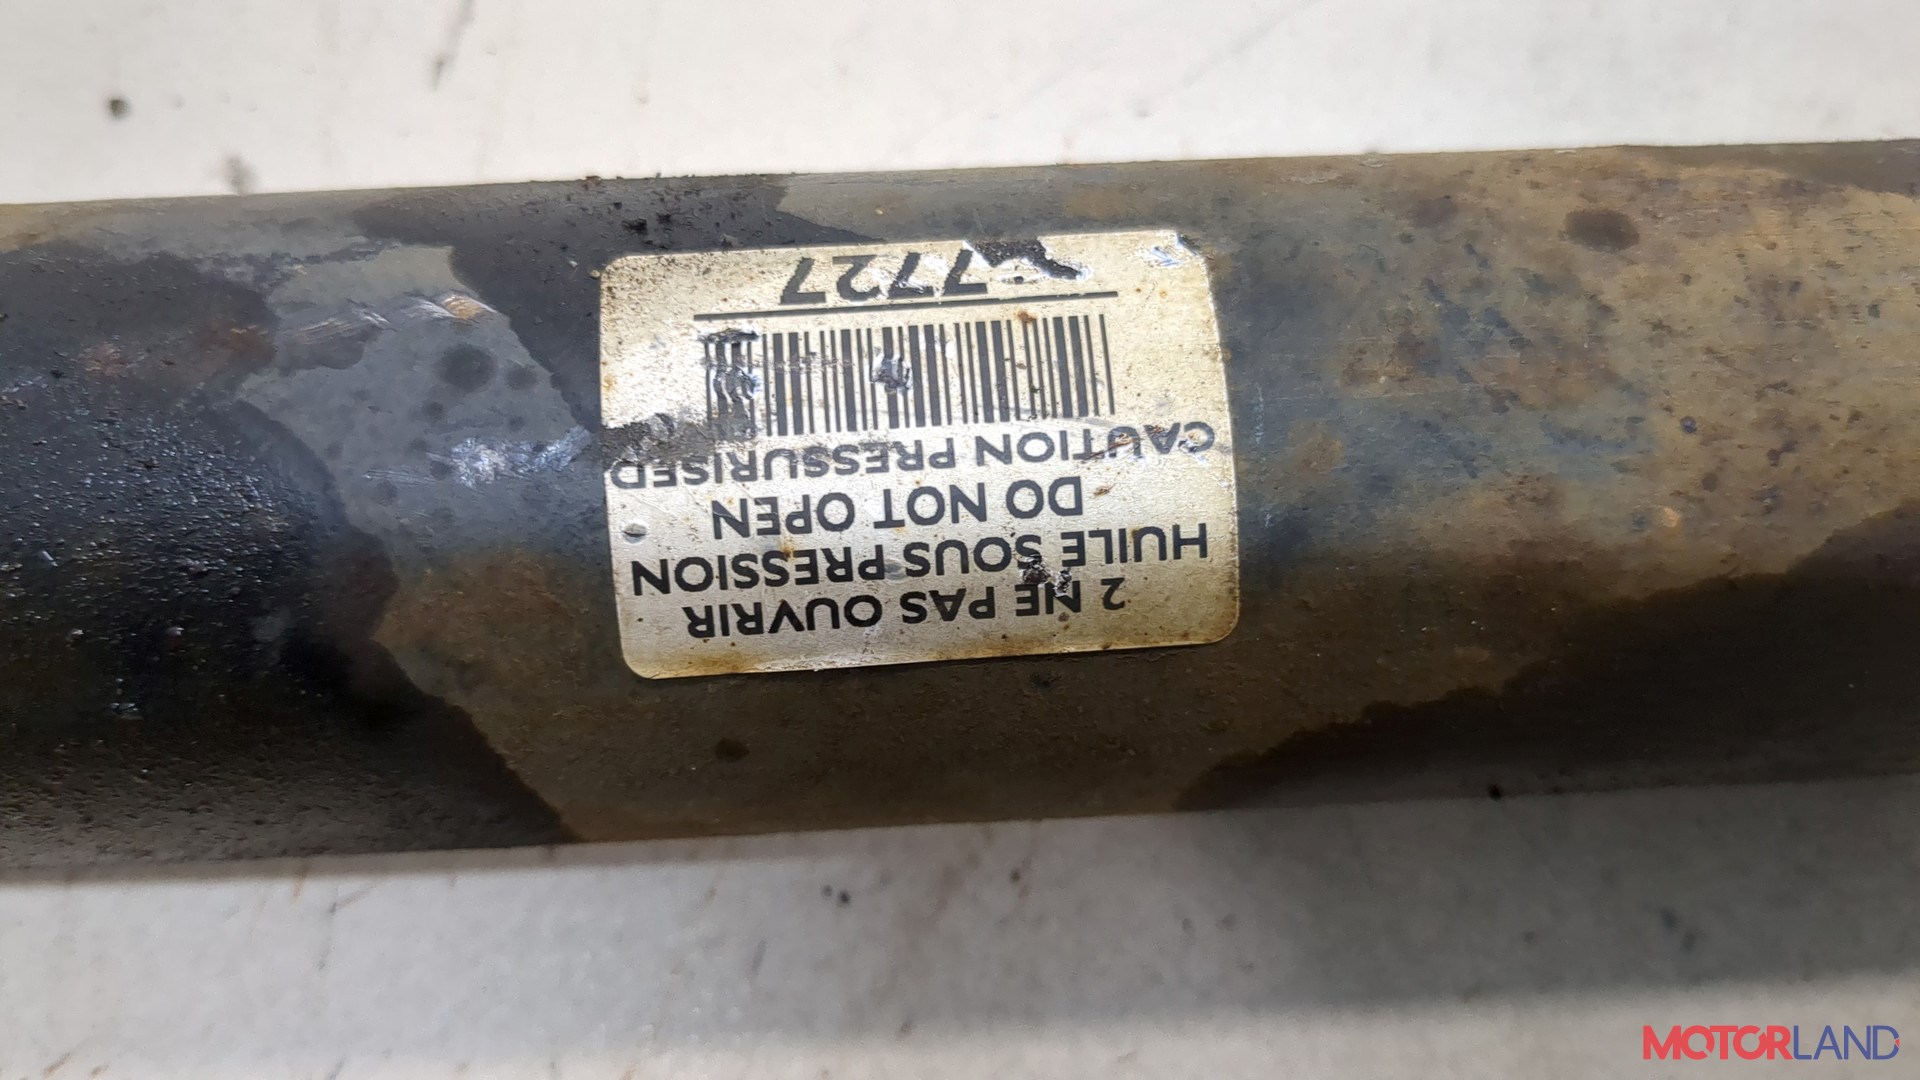 2 NE PAS OUVRIR
HUILE SOUS PRESSION
DO NOT OPEN
CAUTION PRESSURISED
7727
MOTORLAND